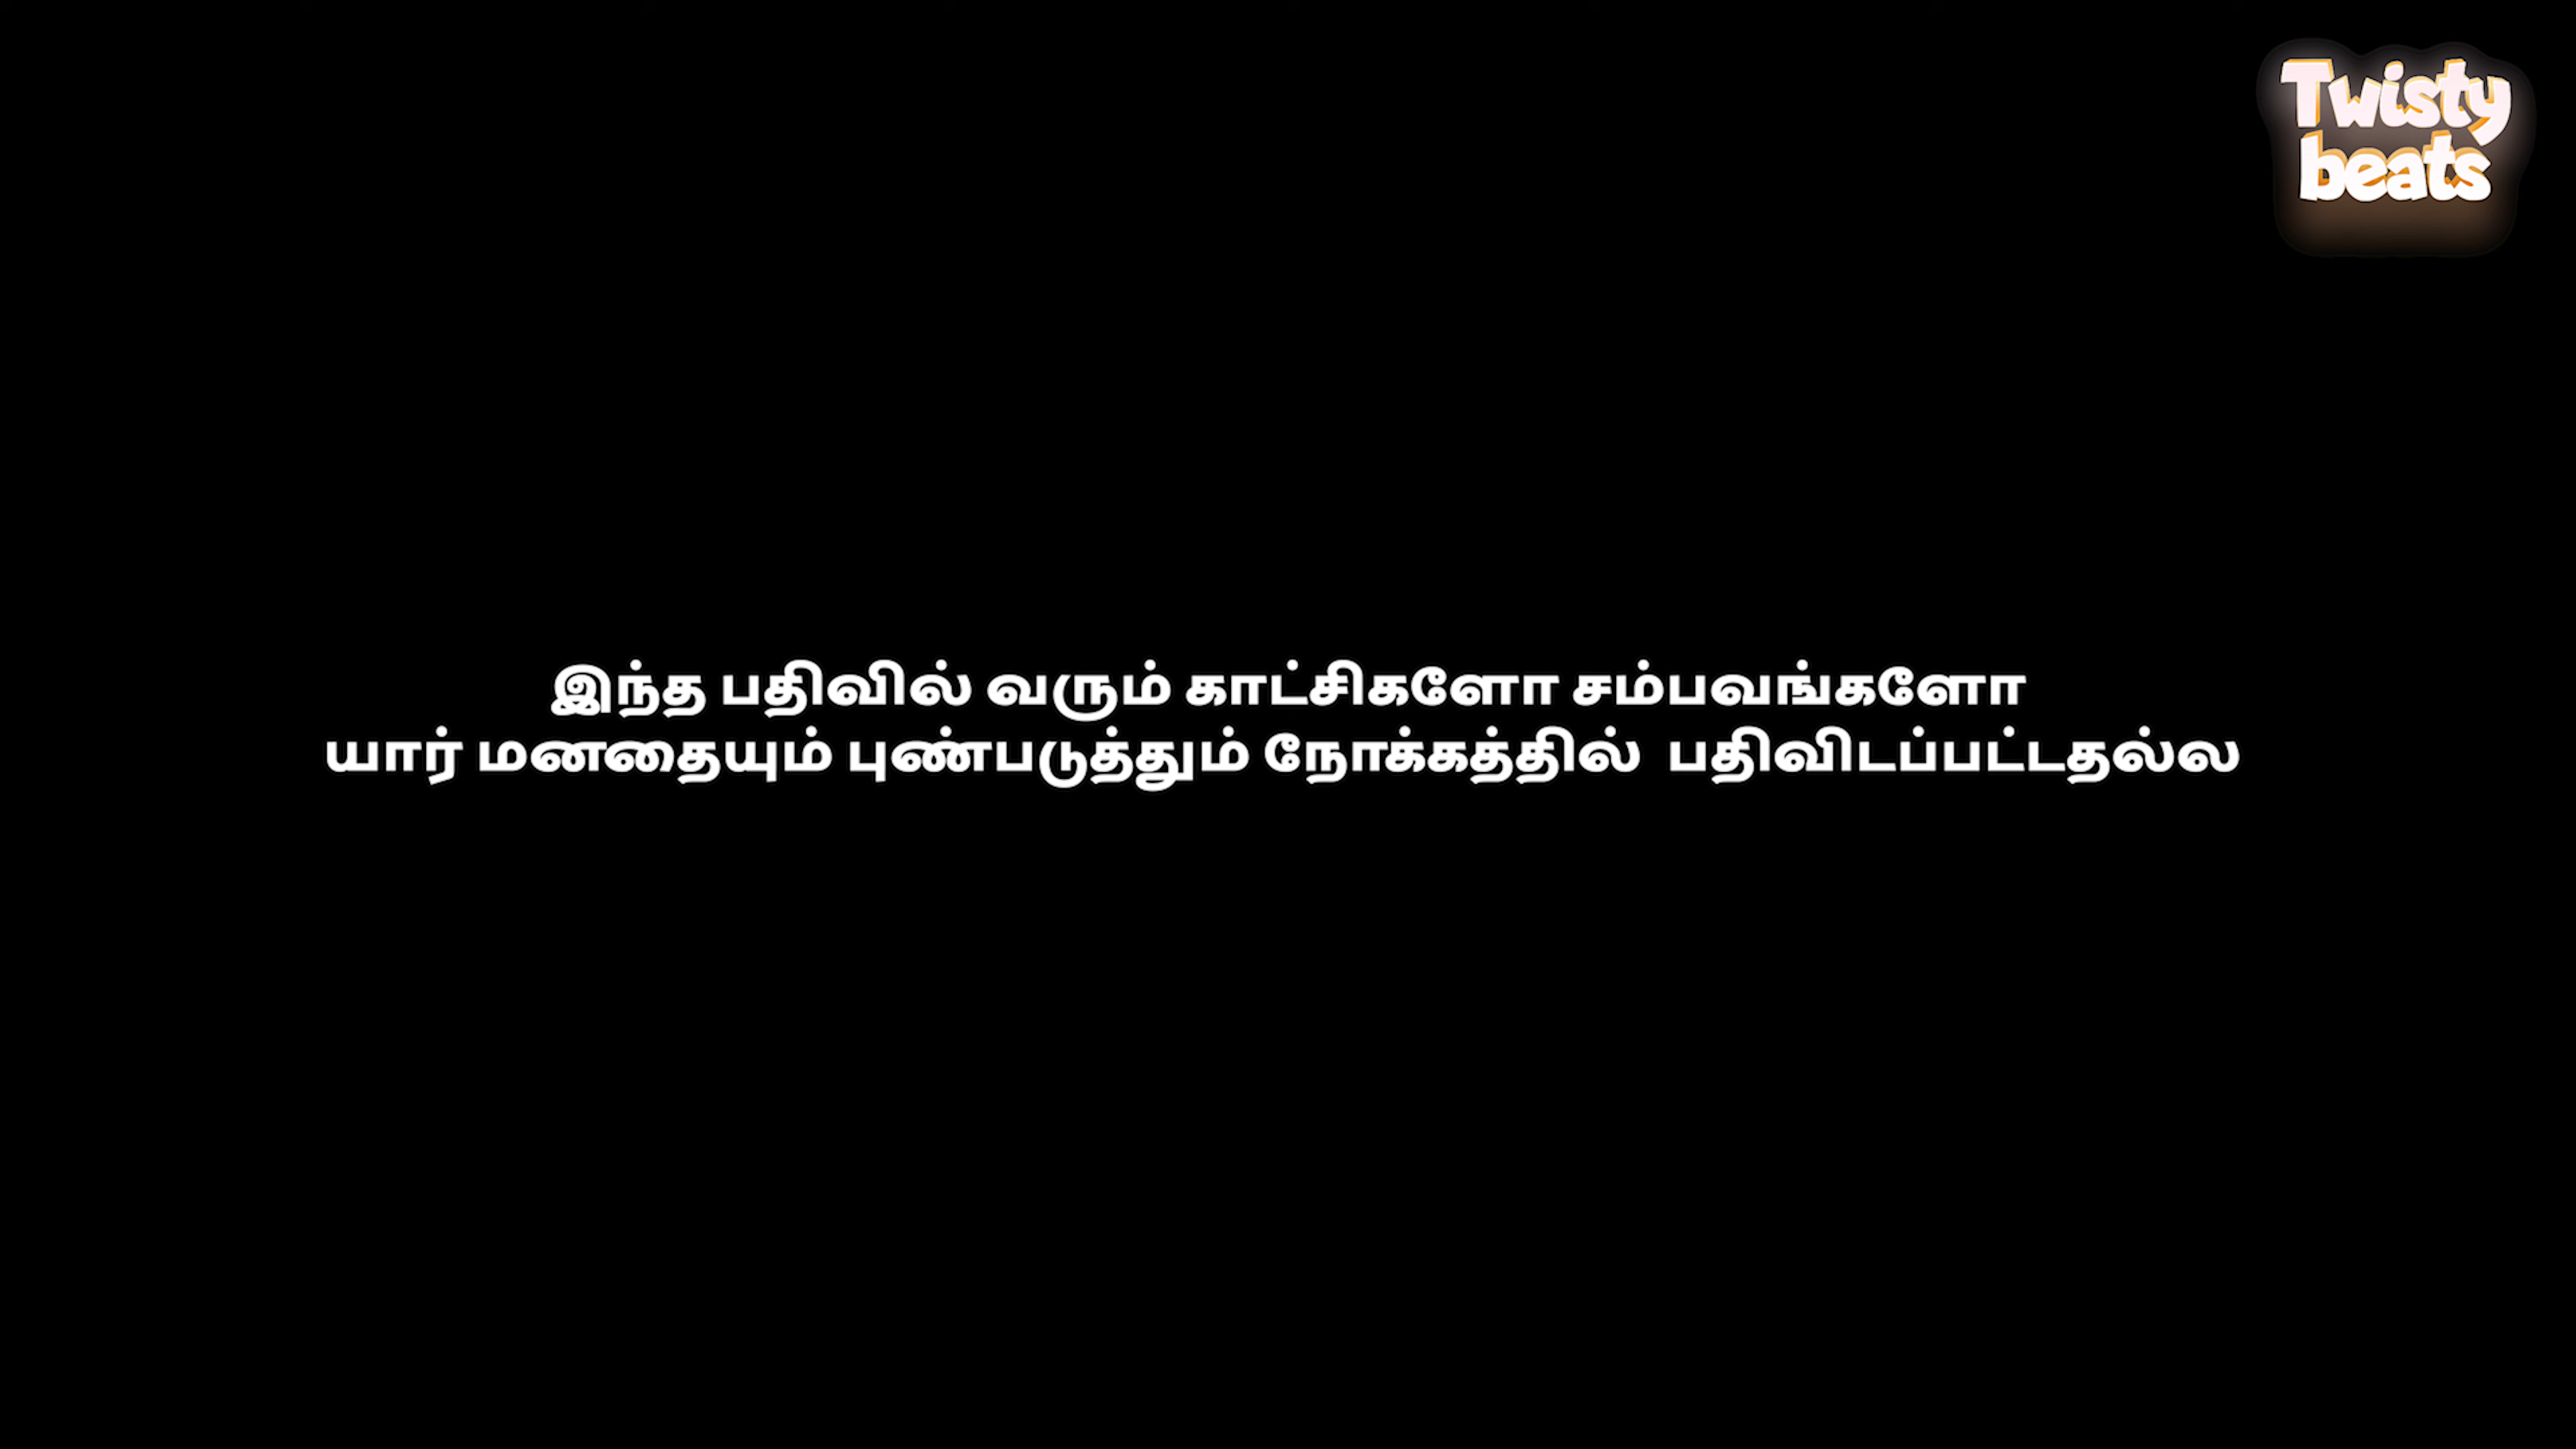 Twisty
beats
இந்த பதிவில் வரும் காட்சிகளோ சம்பவங்களோ
யார் மனதையும் புண்படுத்தும் நோக்கத்தில் பதிவிடப்பட்டதல்ல